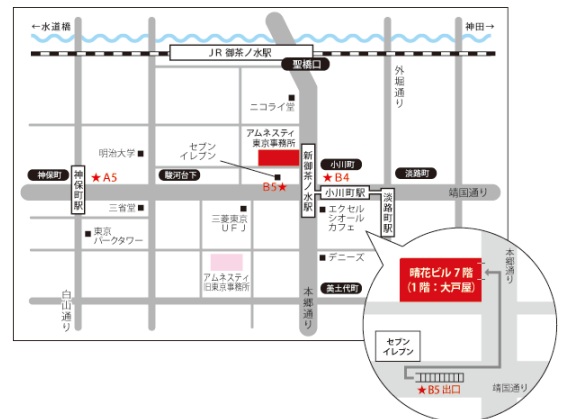 ←水道橋
神田→
JR 御茶ノ水駅
聖橋口
外堀通り
ニコライ堂
アムネスティ
東京事務所
セブン
イレブン
明治大学
新御茶ノ水駅
小川町
★B4
淡路町
神保町
神保町駅
★A5
駿河台下
B5★
小川町駅
靖国通り
淡路町駅
三省堂
三菱東京
UFJ
エクセル
シオール
カフェ
東京
パークタワー
デニーズ
アムネスティ
旧東京事務所
白山通り
本郷通り
美土代町
本郷通り
晴花ビル7階
(1階:大戸屋)
セブン
イレブン
★B5 出口
靖国通り